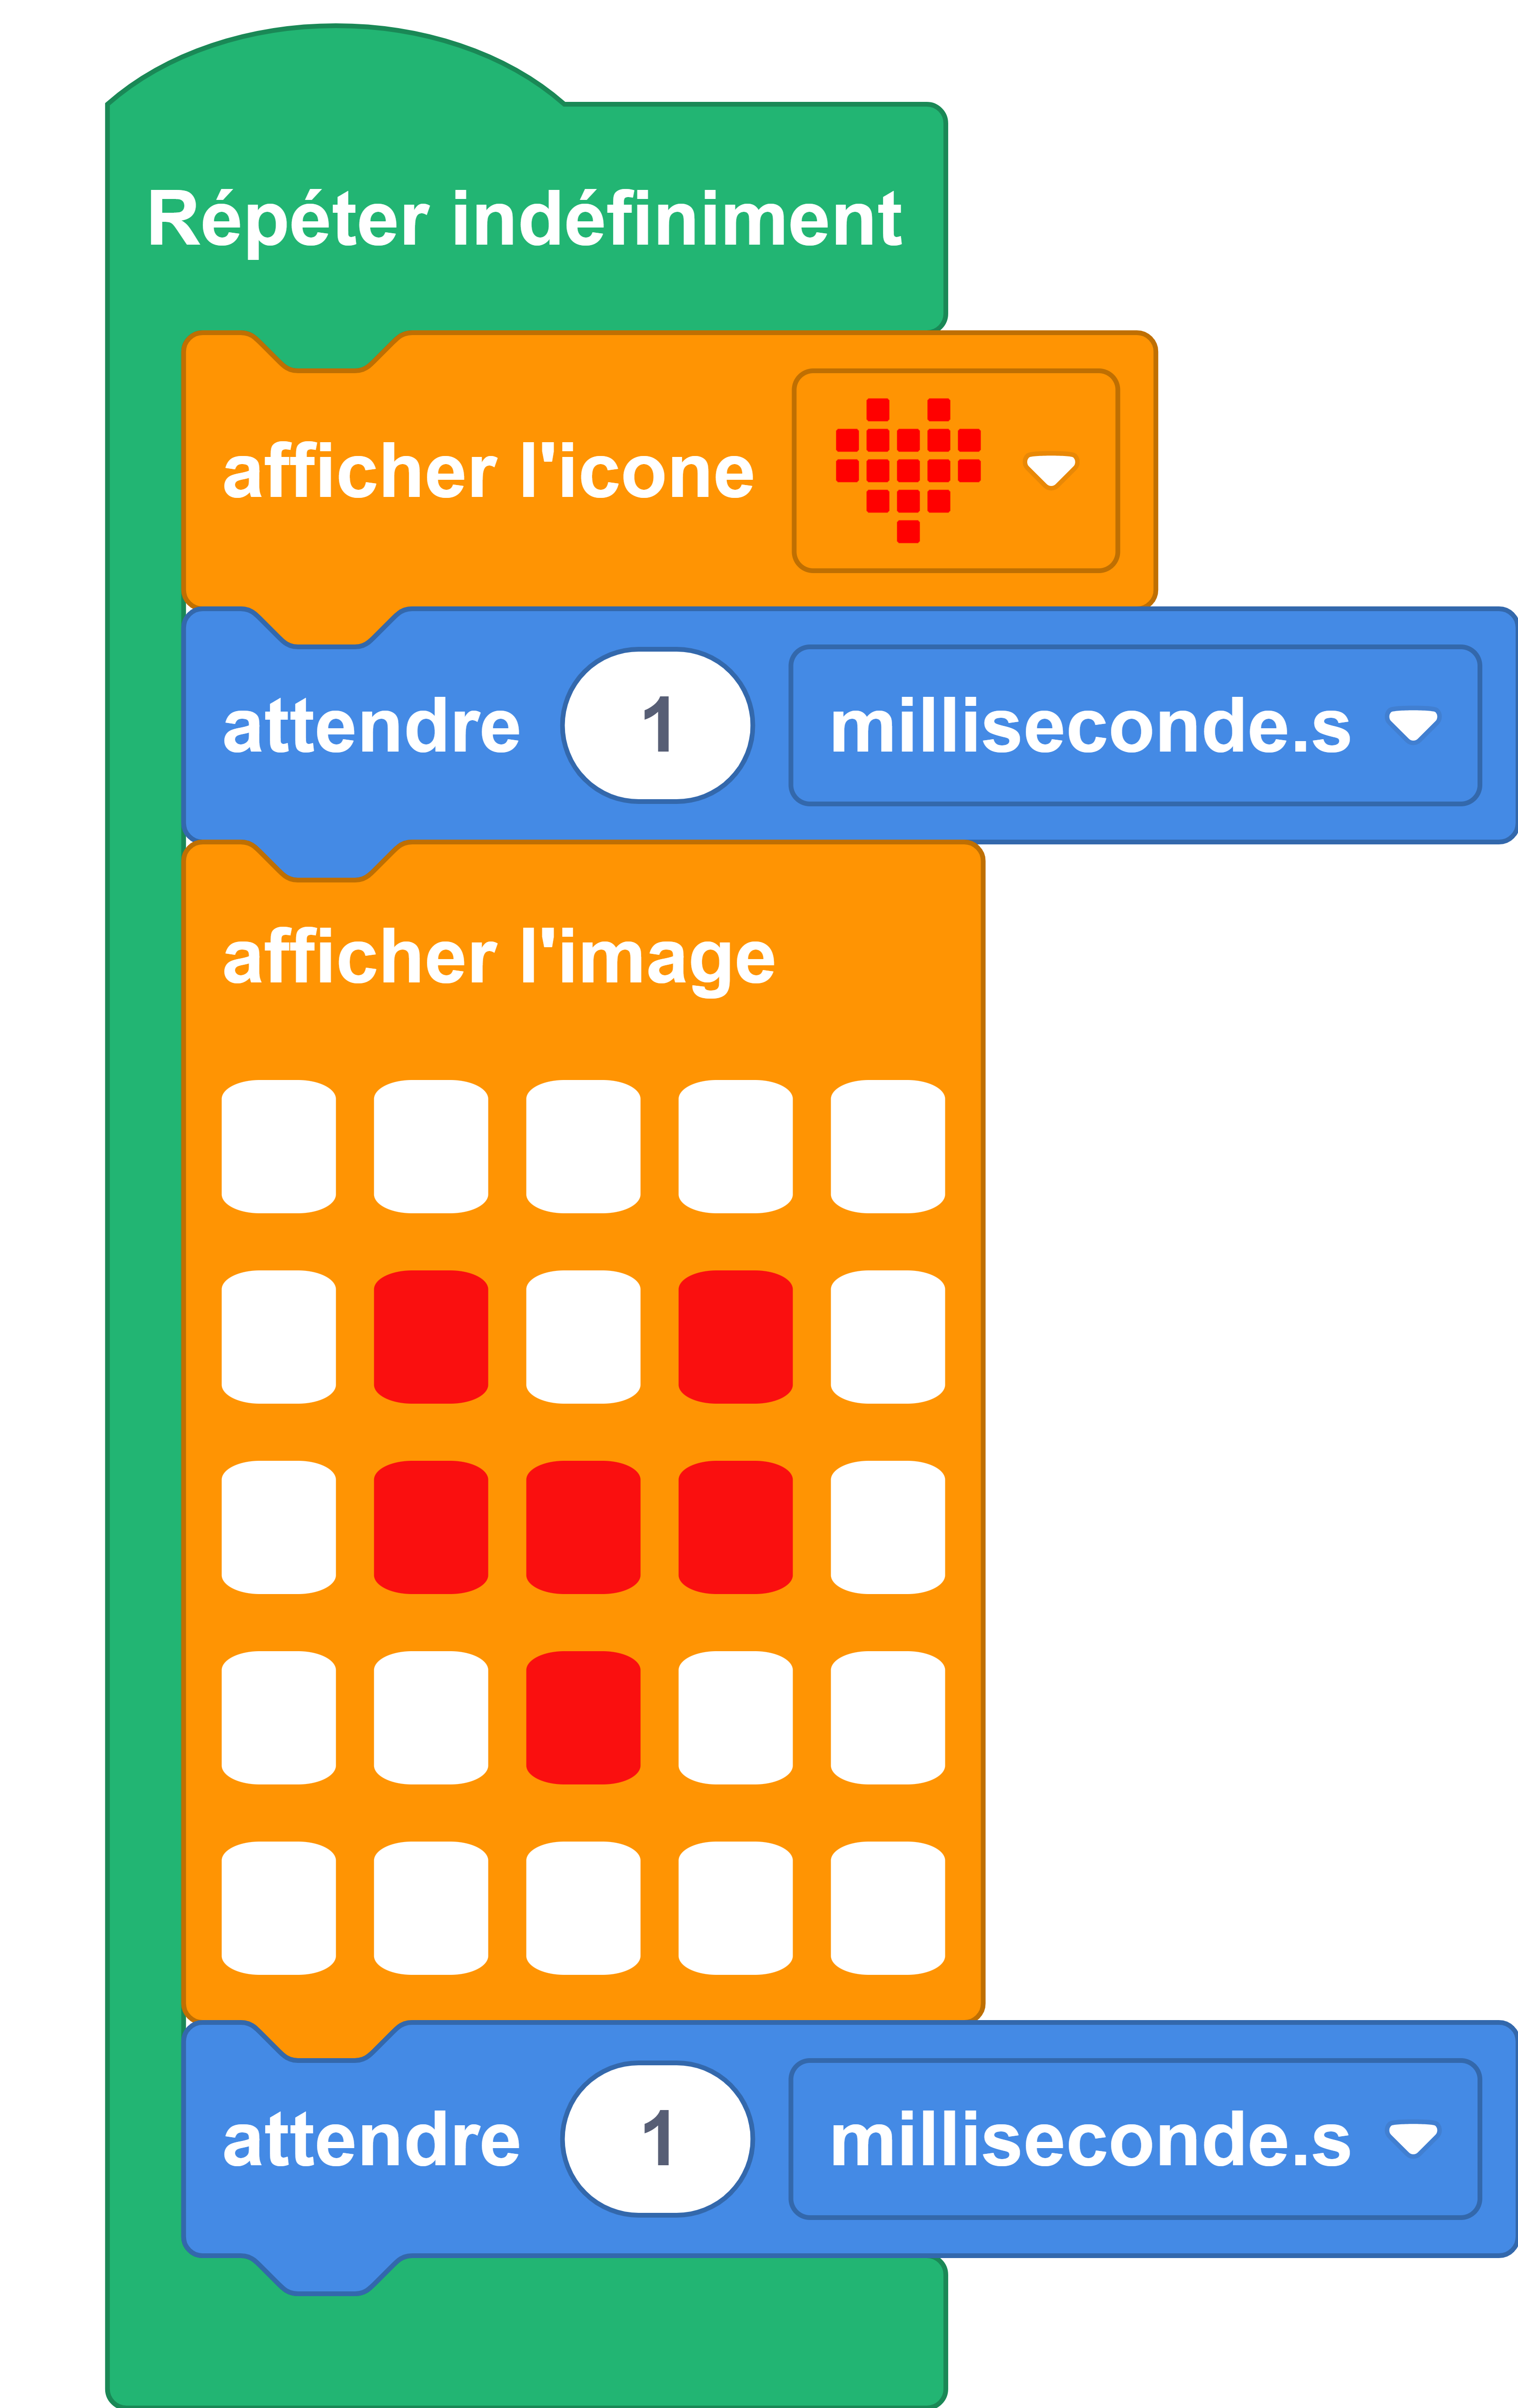 Répéter indéfiniment
afficher l'icone
attendre 1 milliseconde.s
afficher l'image
attendre 1 milliseconde.s